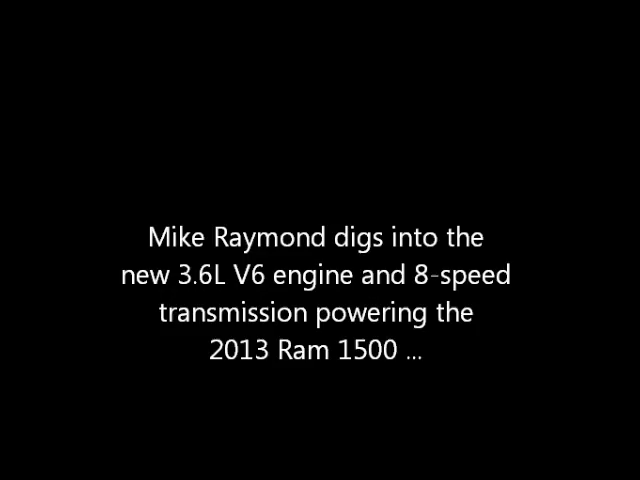 Mike Raymond digs into the
new 3.6L V6 engine and 8-speed
transmission powering the
2013 Ram 1500 ...